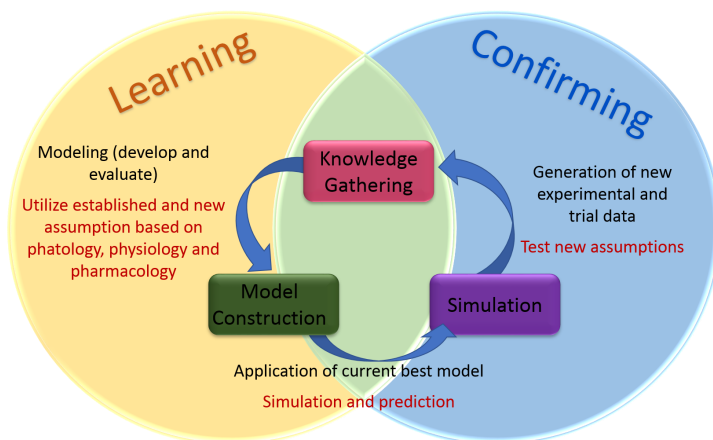 Learning
Confirming
Modeling (develop and
evaluate)
Utilize established and new
assumption based on
phatology, physiology and
pharmacology
Knowledge
Gathering
Generation of new
experimental and
trial data
Test new assumptions
Model
Construction
Simulation
Application of current best model
Simulation and prediction